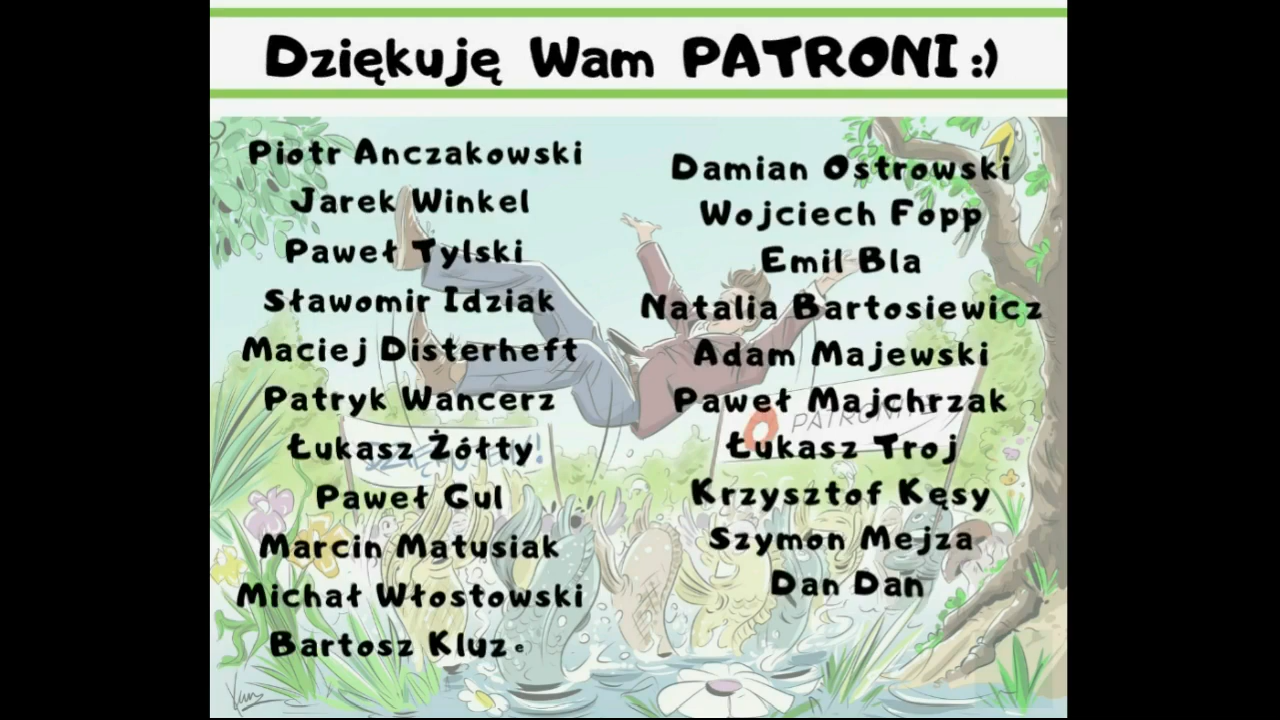 Dziękuję Wam PATRONI :)
Piotr Anczakowski
Jarek Winkel
Paweł Tylski
Sławomir Idziak
Maciej Disterheft
Patryk Wancerz
Łukasz Żółty
Paweł Gul
Marcin Matusiak
Michał Włostowski
Bartosz Kluz
Damian Ostrowski
Wojciech Fopp
Emil Bla
Natalia Bartosiewicz
Adam Majewski
Paweł Majchrzak
PATRONI
Łukasz Troj
Krzysztof Kęsy
Szymon Mejza
Dan Dan